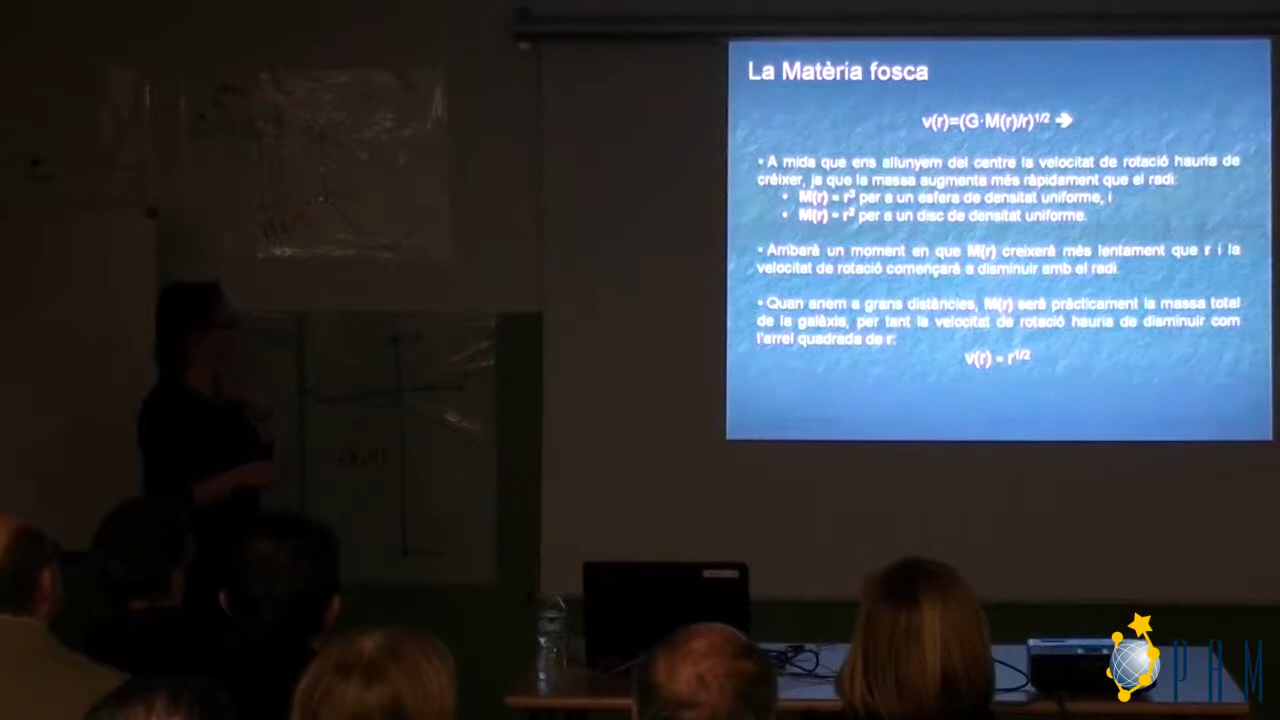 La Matèria fosca
v(r)=(G·M(r)/r)1/2 →
• A mida que ens allunyem del centre la velocitat de rotació hauria de
créixer, ja que la massa augmenta més ràpidament que el radi:
• M(r) ∝ r3 per a un esfera de densitat uniforme, i
• M(r) ∝ r2 per a un disc de densitat uniforme.
• Arribarà un moment en que M(r) creixerà més lentament que r i la
velocitat de rotació començarà a disminuir amb el radi.
• Quan anem a grans distàncies, M(r) serà pràcticament la massa total
de la galàxia, per tant la velocitat de rotació hauria de disminuir com
l'arrel quadrada de r:
v(r) ∝ r1/2
PAM